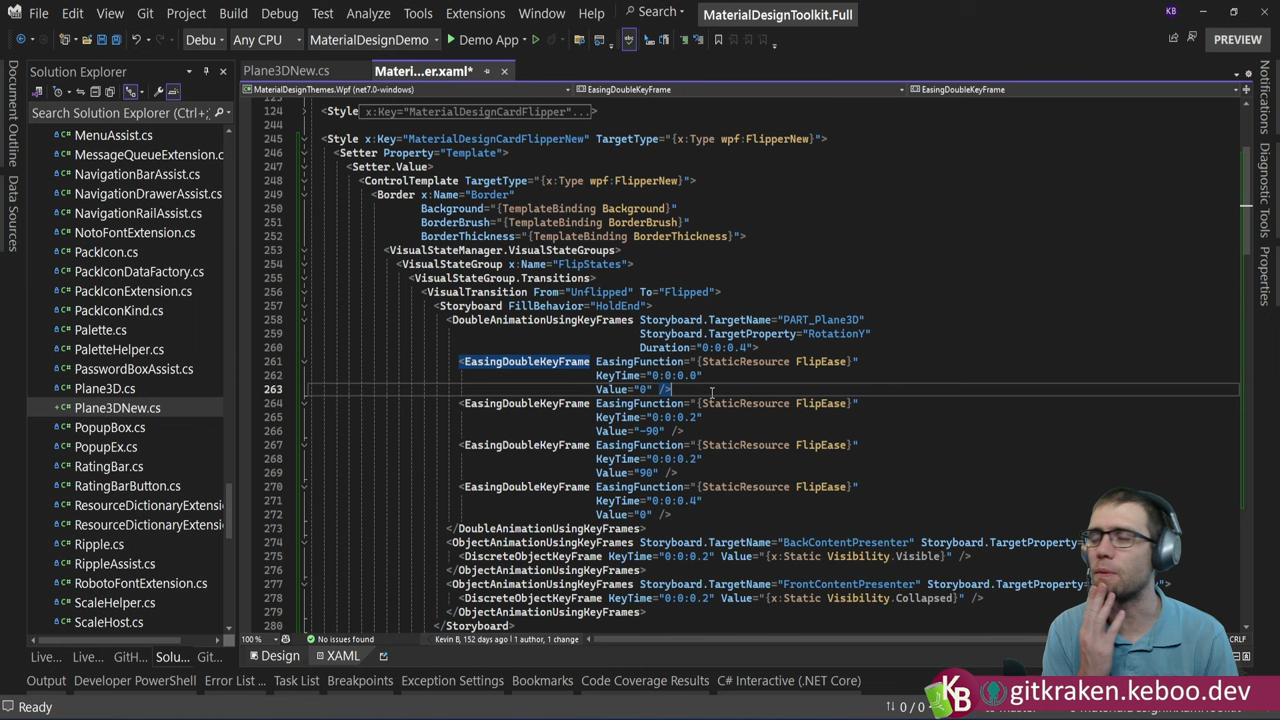 File Edit View Git Project Build Debug Test Analyze Tools Extensions Window Help Search MaterialDesignToolkit.Full KB
Debu Any CPU MaterialDesignDemo Demo App PREVIEW
Document Outline
Data Sources
Solution Explorer
Search Solution Explorer (Ctrl+;
MenuAssist.cs
MessageQueueExtension.c
NavigationBarAssist.cs
NavigationDrawerAssist.cs
NavigationRailAssist.cs
NotoFontExtension.cs
PackIcon.cs
PackIconDataFactory.cs
PackIconExtension.cs
PackIconKind.cs
Palette.cs
PaletteHelper.cs
PasswordBoxAssist.cs
Plane3D.cs
Plane3DNew.cs
PopupBox.cs
PopupEx.cs
RatingBar.cs
RatingBarButton.cs
ResourceDictionaryExtensi
ResourceDictionaryExtensi
Ripple.cs
RippleAssist.cs
RobotoFontExtension.cs
ScaleHelper.cs
ScaleHost.cs
Live... Live... GitH... Solu... Git...
Plane3DNew.cs Materi...er.xaml*
MaterialDesignThemes.Wpf (net7.0-windows) EasingDoubleKeyFrame EasingDoubleKeyFrame
124 <Style x:Key="MaterialDesignCardFlipper"...>
244
245 <Style x:Key="MaterialDesignCardFlipperNew" TargetType="{x:Type wpf:FlipperNew}">
246 <Setter Property="Template">
247 <Setter.Value>
248 <ControlTemplate TargetType="{x:Type wpf:FlipperNew}">
249 <Border x:Name="Border"
250 Background="{TemplateBinding Background}"
251 BorderBrush="{TemplateBinding BorderBrush}"
252 BorderThickness="{TemplateBinding BorderThickness}">
253 <VisualStateManager.VisualStateGroups>
254 <VisualStateGroup x:Name="FlipStates">
255 <VisualStateGroup.Transitions>
256 <VisualTransition From="Unflipped" To="Flipped">
257 <Storyboard FillBehavior="HoldEnd">
258 <DoubleAnimationUsingKeyFrames Storyboard.TargetName="PART_Plane3D"
259 Storyboard.TargetProperty="RotationY"
260 Duration="0:0:0.4">
261 <EasingDoubleKeyFrame EasingFunction="{StaticResource FlipEase}"
262 KeyTime="0:0:0.0"
263 Value="0" />
264 <EasingDoubleKeyFrame EasingFunction="{StaticResource FlipEase}"
265 KeyTime="0:0:0.2"
266 Value="-90" />
267 <EasingDoubleKeyFrame EasingFunction="{StaticResource FlipEase}"
268 KeyTime="0:0:0.2"
269 Value="90" />
270 <EasingDoubleKeyFrame EasingFunction="{StaticResource FlipEase}"
271 KeyTime="0:0:0.4"
272 Value="0" />
273 </DoubleAnimationUsingKeyFrames>
274 <ObjectAnimationUsingKeyFrames Storyboard.TargetName="BackContentPresenter" Storyboard.TargetProperty=
275 <DiscreteObjectKeyFrame KeyTime="0:0:0.2" Value="{x:Static Visibility.Visible}" />
276 </ObjectAnimationUsingKeyFrames>
277 <ObjectAnimationUsingKeyFrames Storyboard.TargetName="FrontContentPresenter" Storyboard.TargetProperty=
278 <DiscreteObjectKeyFrame KeyTime="0:0:0.2" Value="{x:Static Visibility.Collapsed}" />
279 </ObjectAnimationUsingKeyFrames>
280 </Storyboard>
100 % No issues found Kevin B, 152 days ago | 1 author, 1 change CRLF
Design XAML
Notifications
Diagnostic Tools
Properties
Output Developer PowerShell Error List ... Task List Breakpoints Exception Settings Bookmarks Code Coverage Results C# Interactive (.NET Core)
Ready 0 / 0
KB gitkraken.keboo.dev